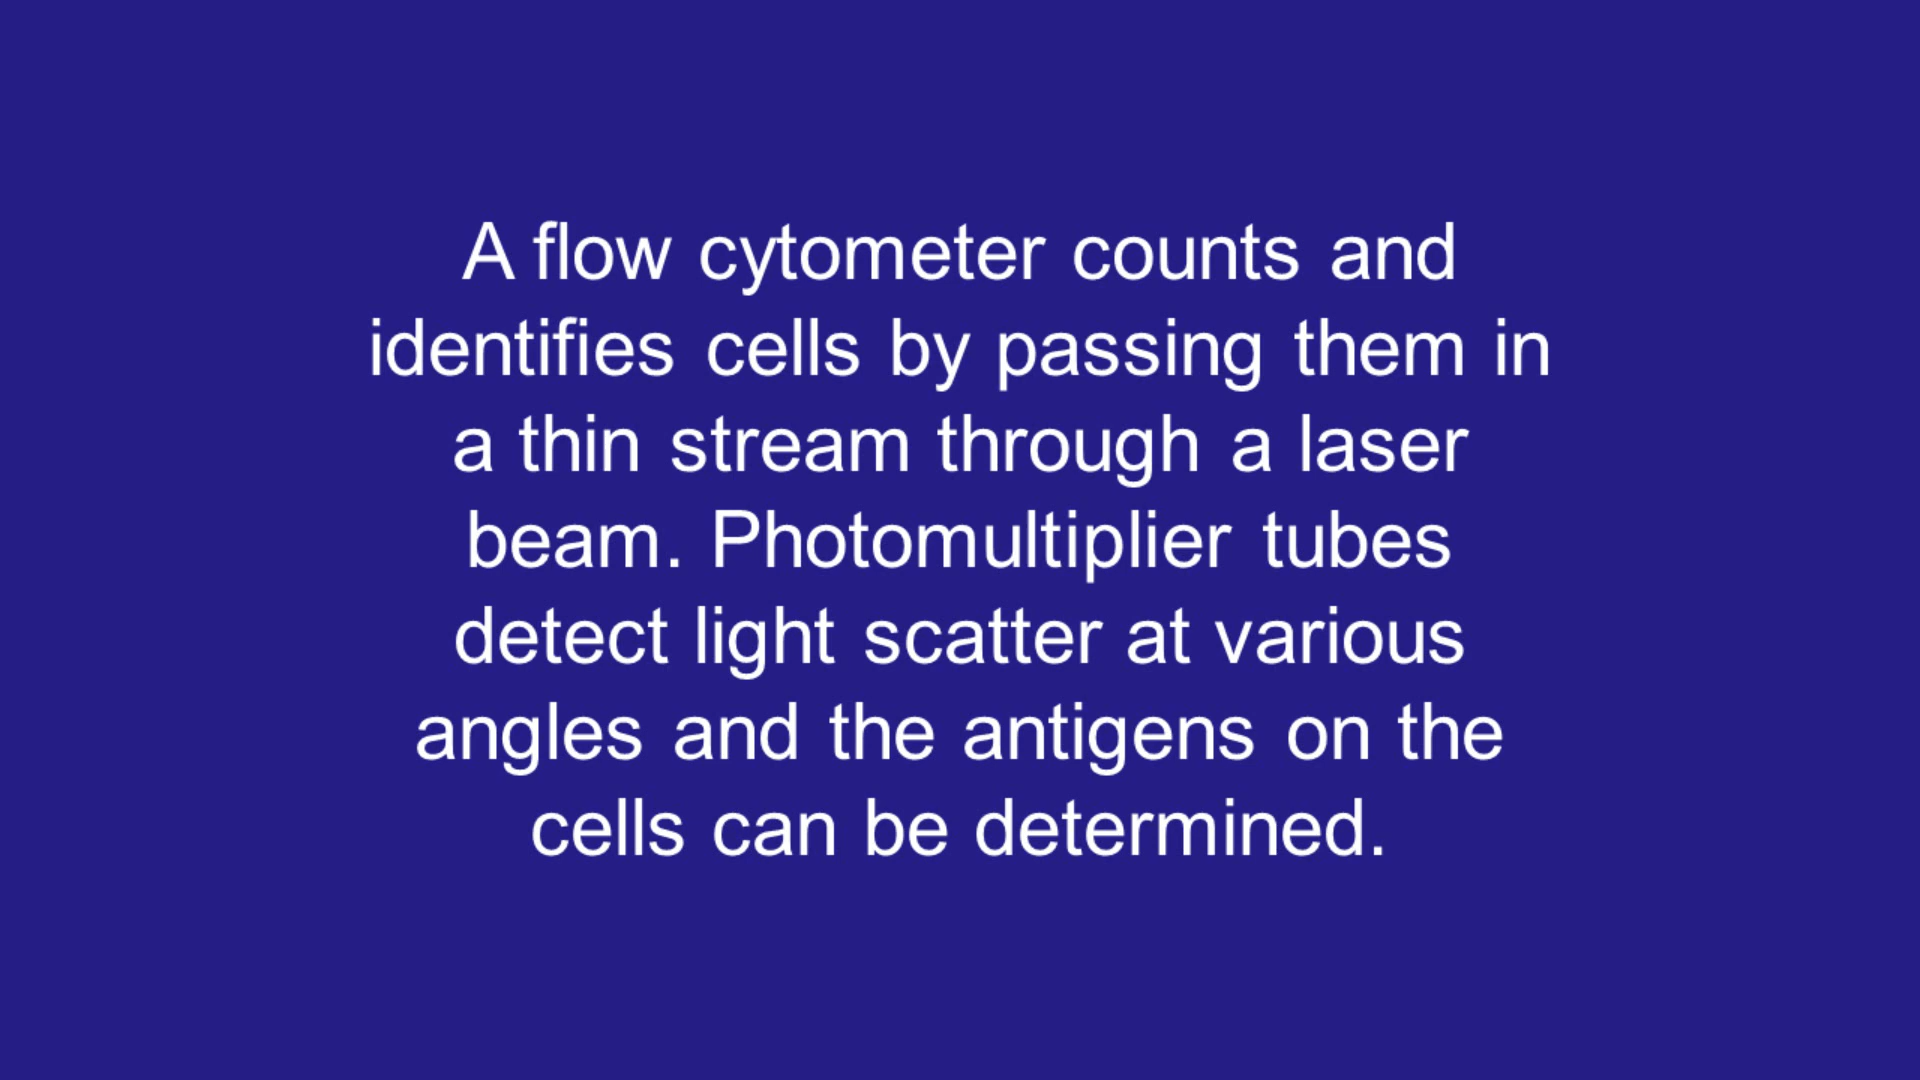 A flow cytometer counts and
identifies cells by passing them in
a thin stream through a laser
beam. Photomultiplier tubes
detect light scatter at various
angles and the antigens on the
cells can be determined.